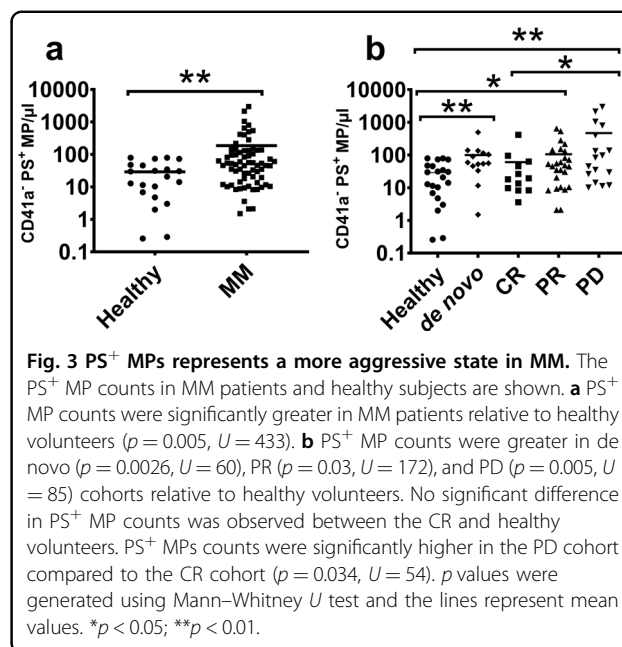 a
**
CD41a- PS+ MP/µl
10000
1000
100
10
1
0.1
Healthy
MM
b
**
*
*
**
CD41a- PS+ MP/µl
10000
1000
100
10
1
0.1
Healthy
de novo
CR
PR
PD
Fig. 3 PS+ MPs represents a more aggressive state in MM. The
PS+ MP counts in MM patients and healthy subjects are shown. a PS+
MP counts were significantly greater in MM patients relative to healthy
volunteers (p = 0.005, U = 433). b PS+ MP counts were greater in de
novo (p = 0.0026, U = 60), PR (p = 0.03, U = 172), and PD (p = 0.005, U
= 85) cohorts relative to healthy volunteers. No significant difference
in PS+ MP counts was observed between the CR and healthy
volunteers. PS+ MPs counts were significantly higher in the PD cohort
compared to the CR cohort (p = 0.034, U = 54). p values were
generated using Mann–Whitney U test and the lines represent mean
values. *p < 0.05; **p < 0.01.